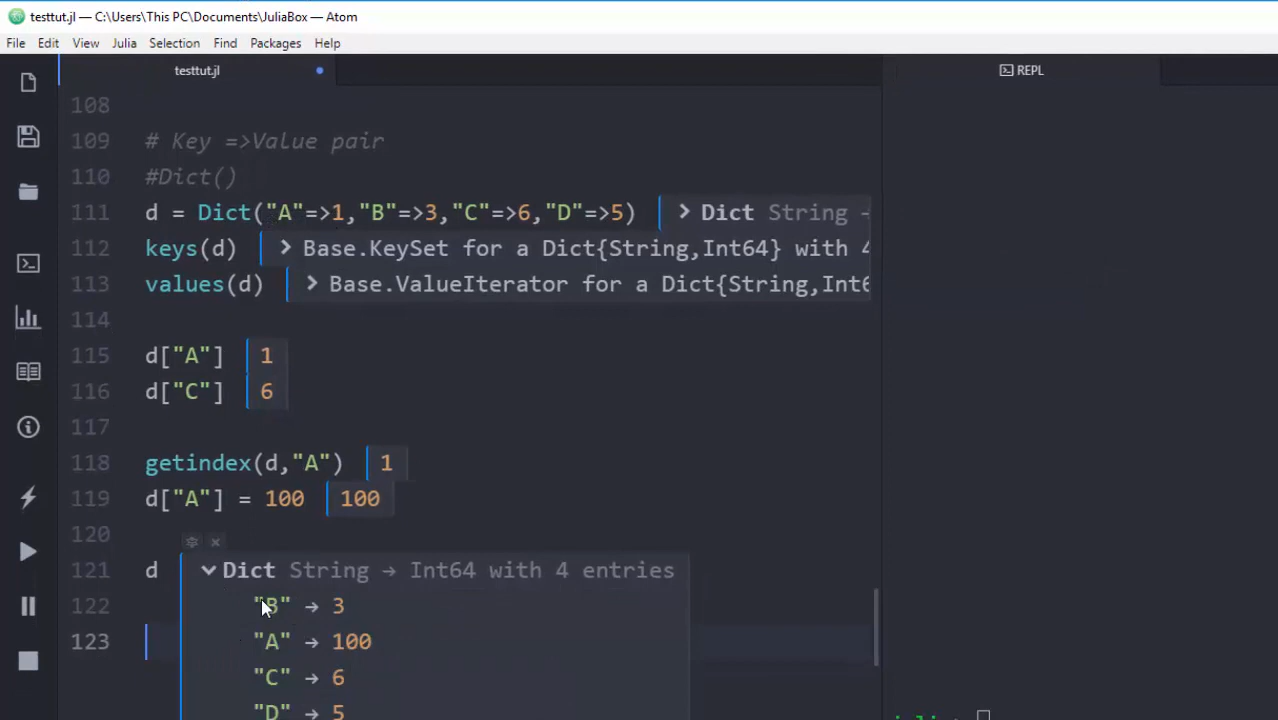 testtut.jl — C:\Users\This PC\Documents\JuliaBox — Atom
File Edit View Julia Selection Find Packages Help
testtut.jl
REPL
108
109 # Key =>Value pair
110 #Dict()
111 d = Dict("A"=>1,"B"=>3,"C"=>6,"D"=>5) > Dict String →
112 keys(d) > Base.KeySet for a Dict{String,Int64} with 4
113 values(d) > Base.ValueIterator for a Dict{String,Int6
114
115 d["A"] 1
116 d["C"] 6
117
118 getindex(d,"A") 1
119 d["A"] = 100 100
120
121 d Dict String → Int64 with 4 entries
122 "B" → 3
123 "A" → 100
"C" → 6
"D" → 5